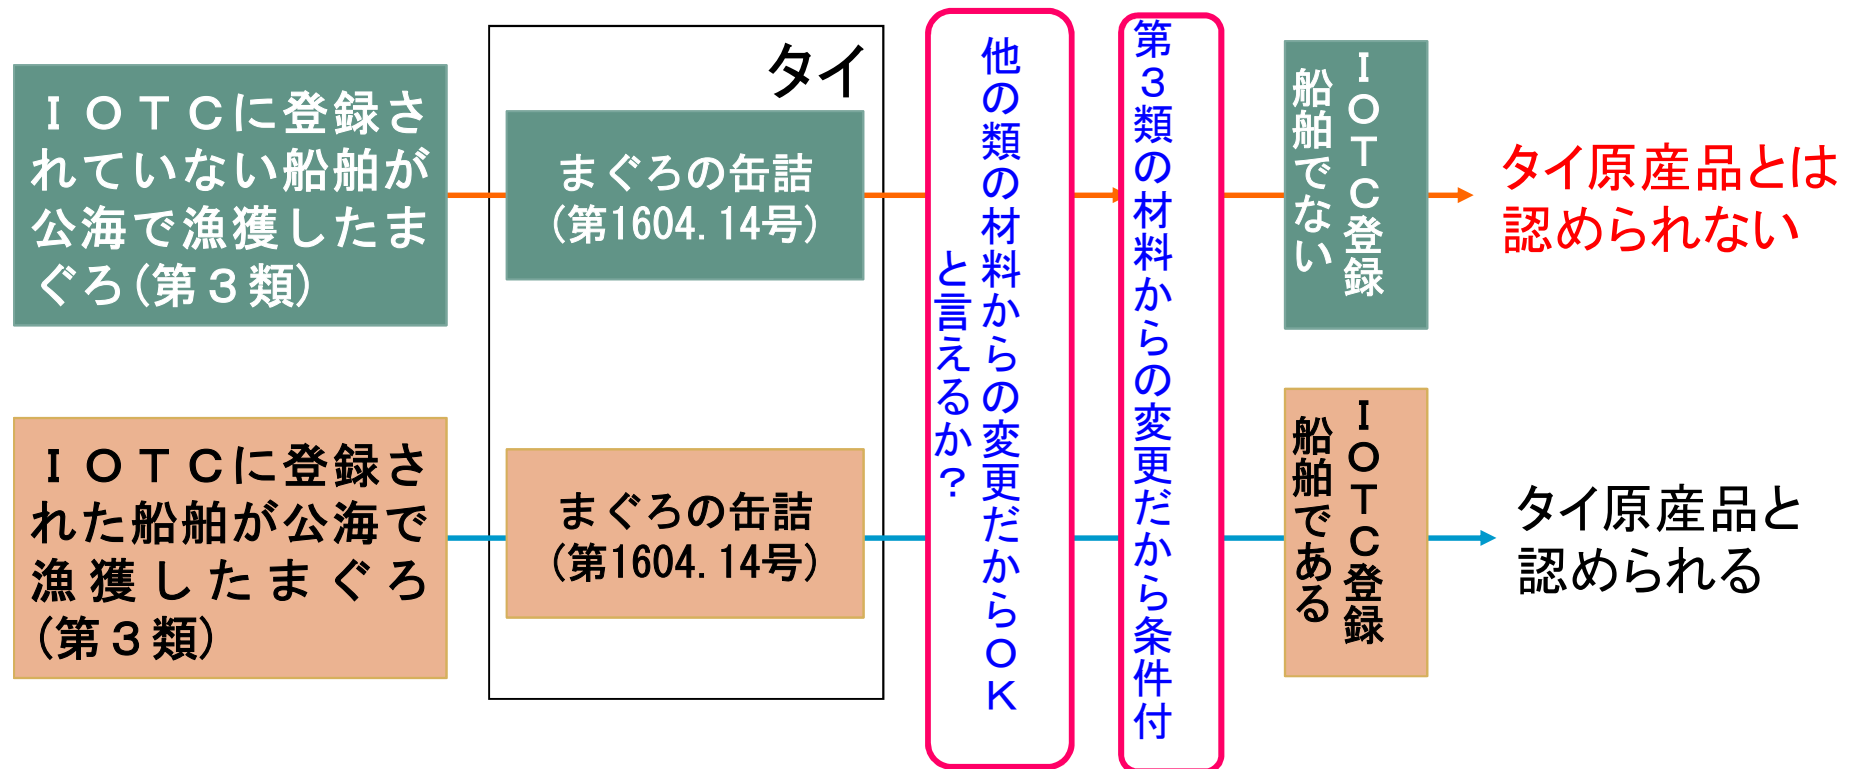 タイ
ＩＯＴＣに登録さ
れていない船舶が
公海で漁獲したま
ぐろ(第３類)
まぐろの缶詰
(第1604.14号)
ＩＯＴＣに登録さ
れた船舶が公海で
漁獲したまぐろ
(第３類)
まぐろの缶詰
(第1604.14号)
他の類の材料からの変更だからＯＫ
と言えるか？
第３類の材料からの変更だから条件付
ＩＯＴＣ登録
船舶でない
タイ原産品とは
認められない
ＩＯＴＣ登録
船舶である
タイ原産品と
認められる